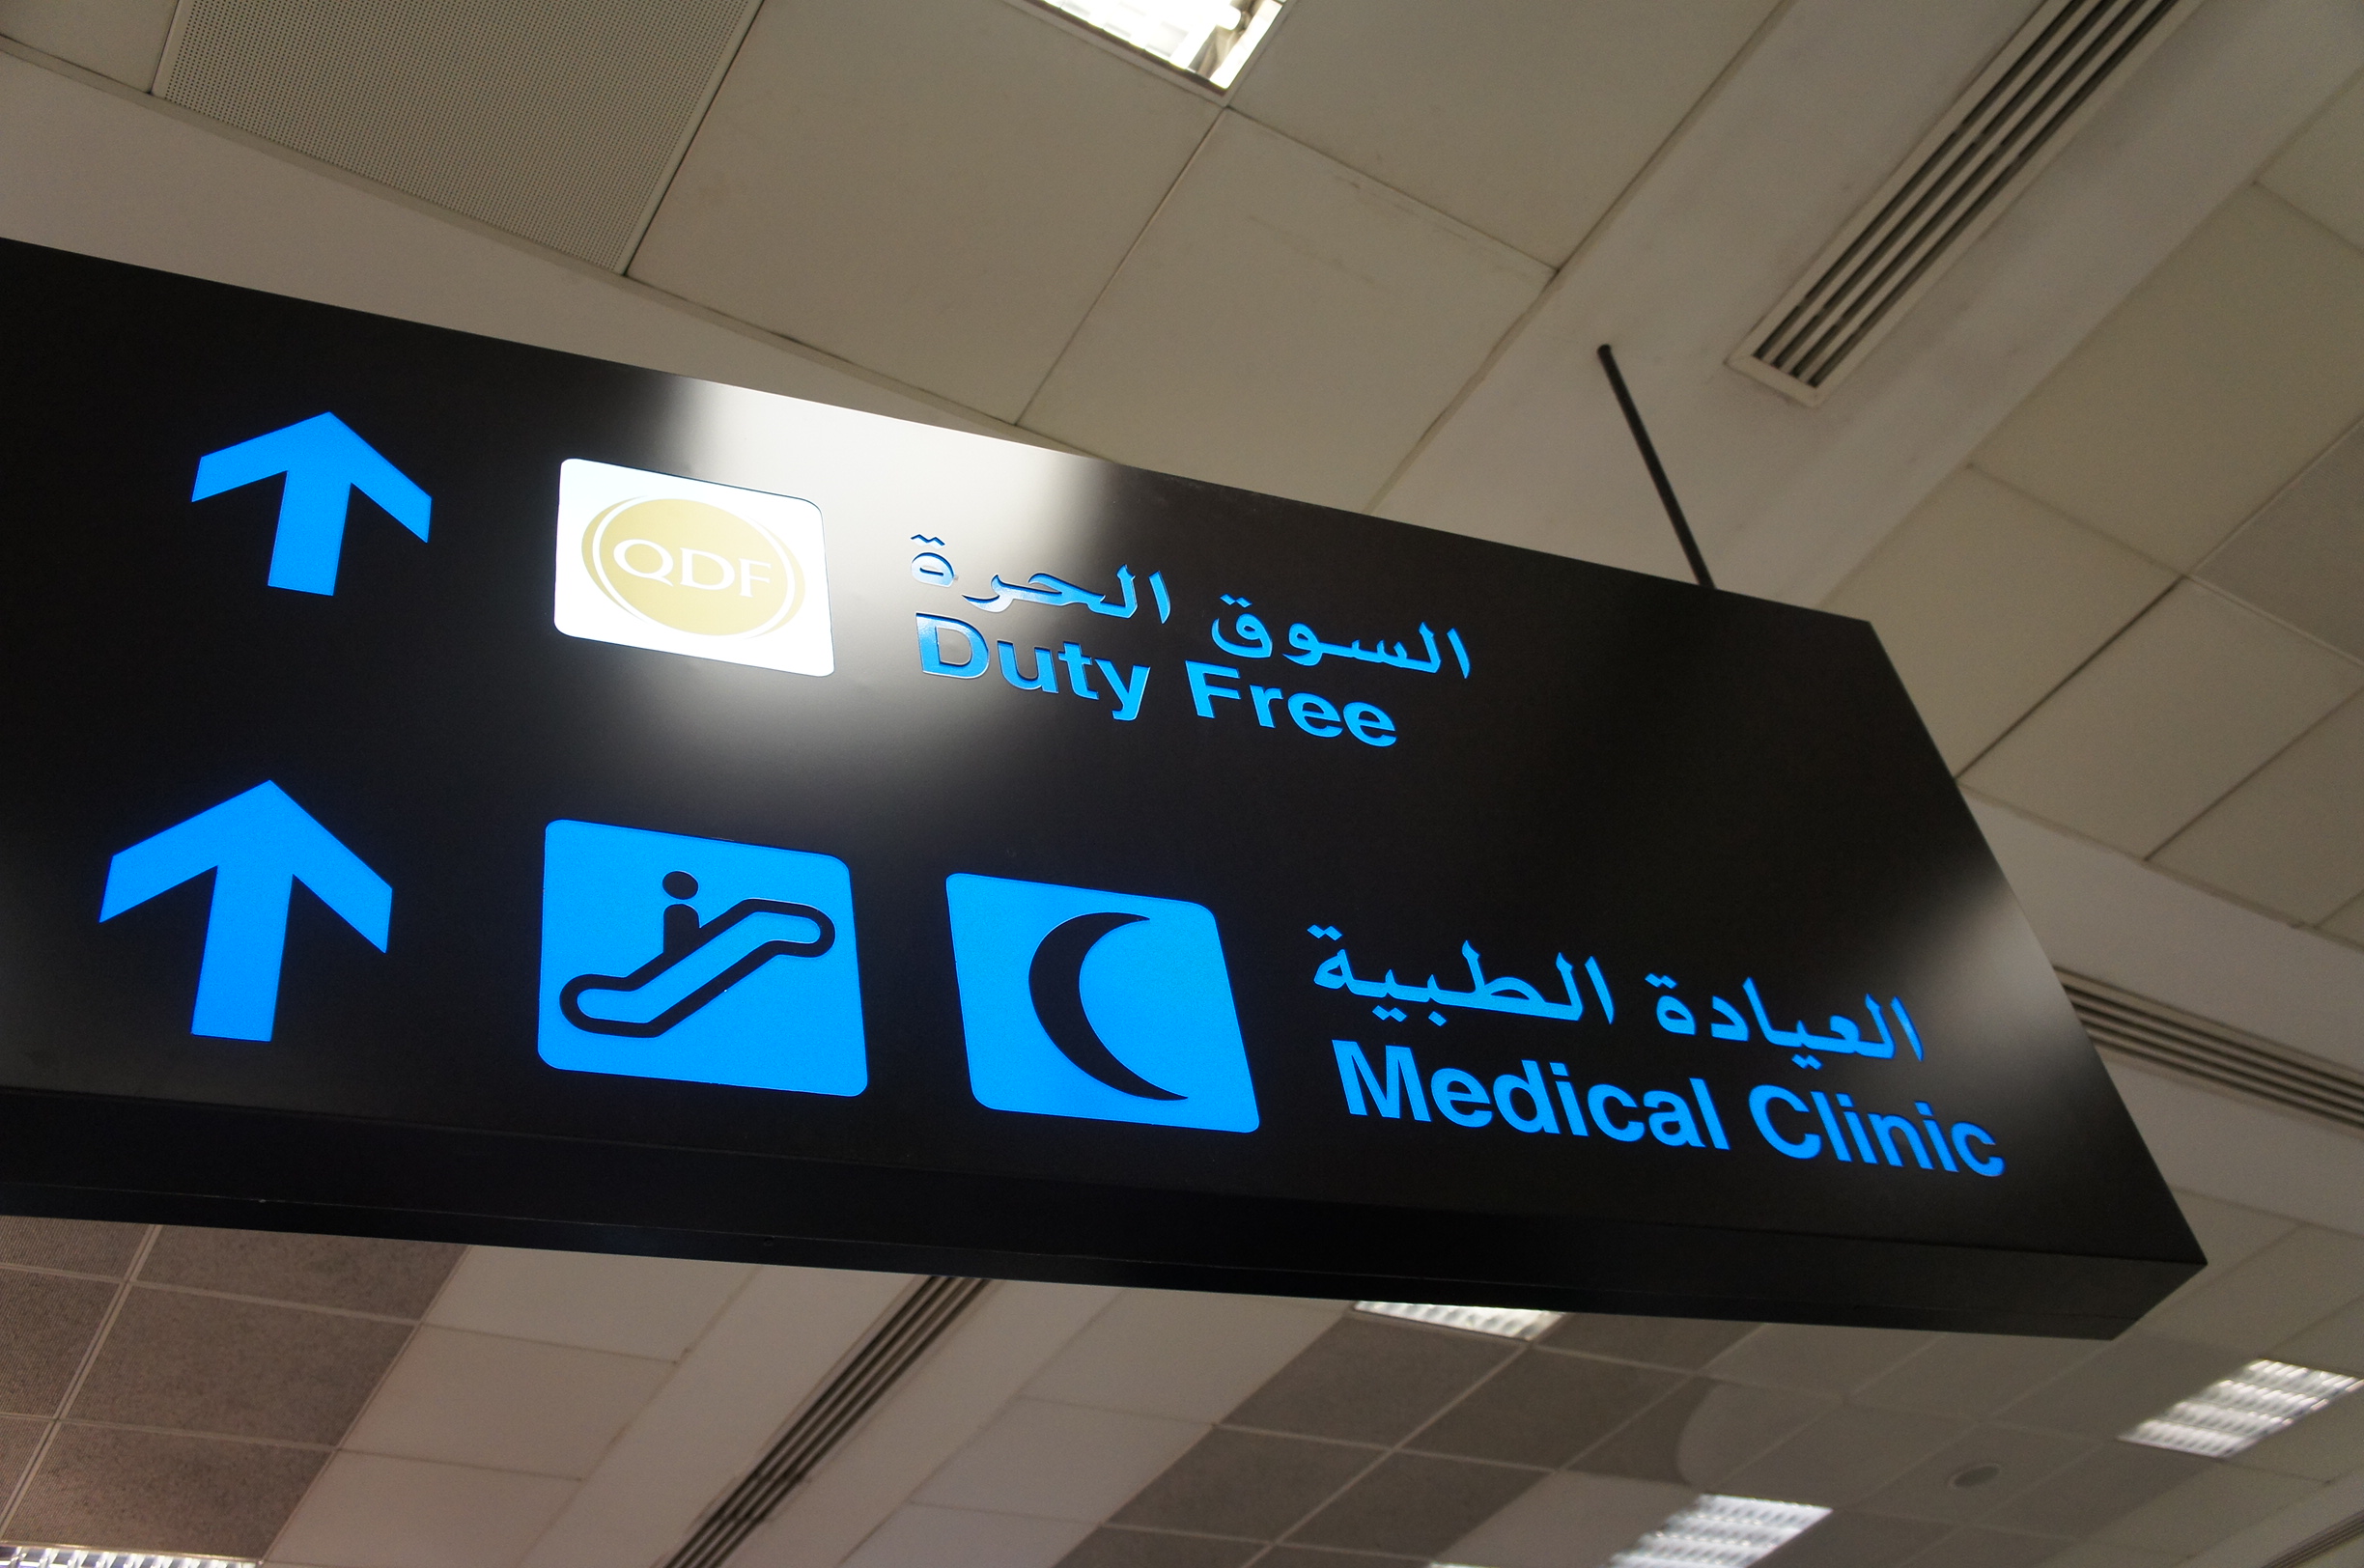 QDF
السوق الحرة
Duty Free
العيادة الطبية
Medical Clinic